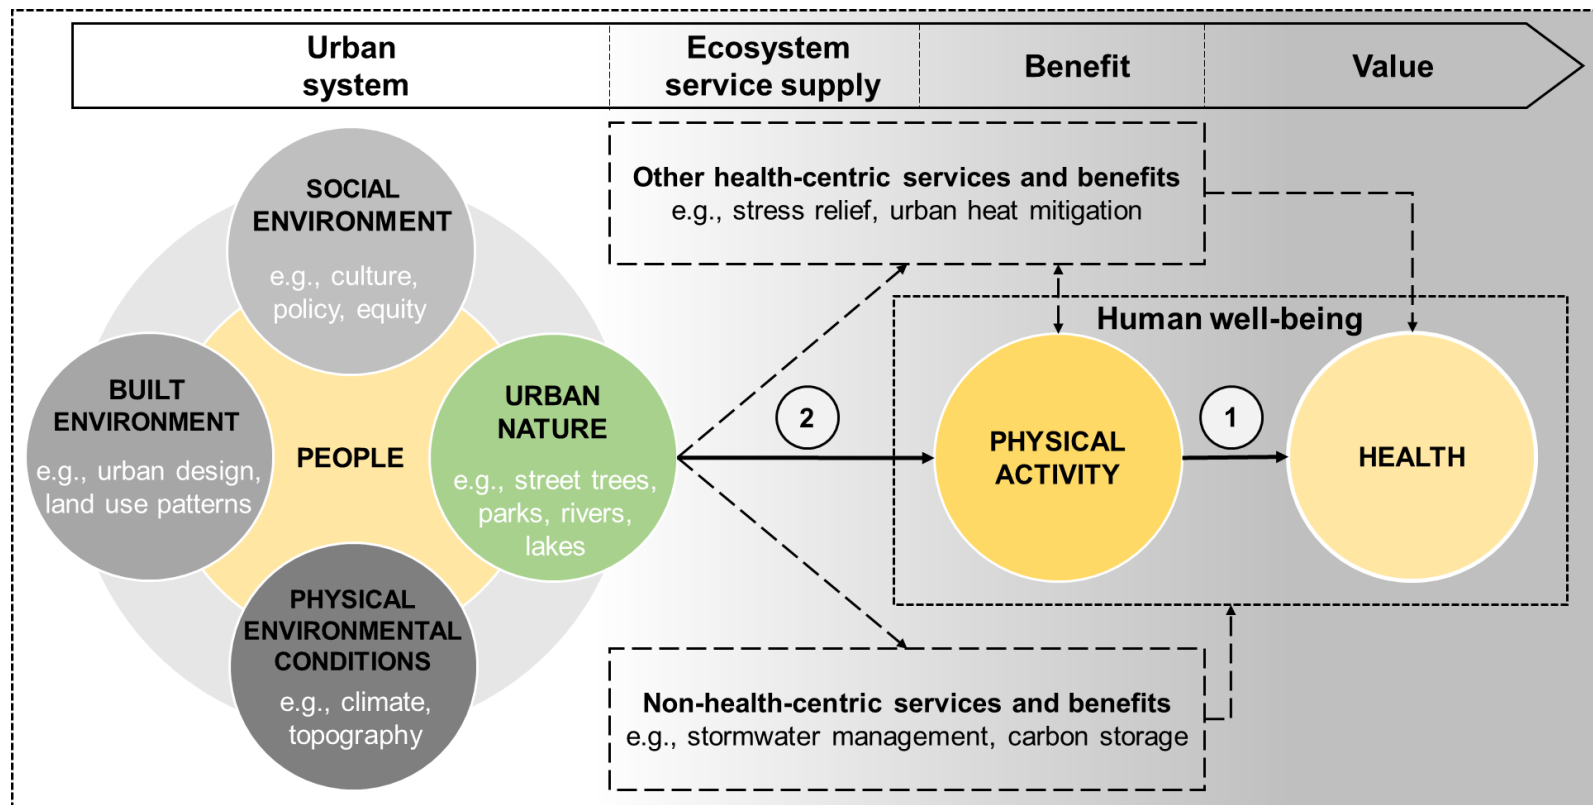 Urban
system
Ecosystem
service supply
Benefit
Value
SOCIAL
ENVIRONMENT
e.g., culture,
policy, equity
BUILT
ENVIRONMENT
e.g., urban design,
land use patterns
PEOPLE
URBAN
NATURE
e.g., street trees,
parks, rivers,
lakes
PHYSICAL
ENVIRONMENTAL
CONDITIONS
e.g., climate,
topography
Other health-centric services and benefits
e.g., stress relief, urban heat mitigation
Human well-being
2
PHYSICAL
ACTIVITY
1
HEALTH
Non-health-centric services and benefits
e.g., stormwater management, carbon storage